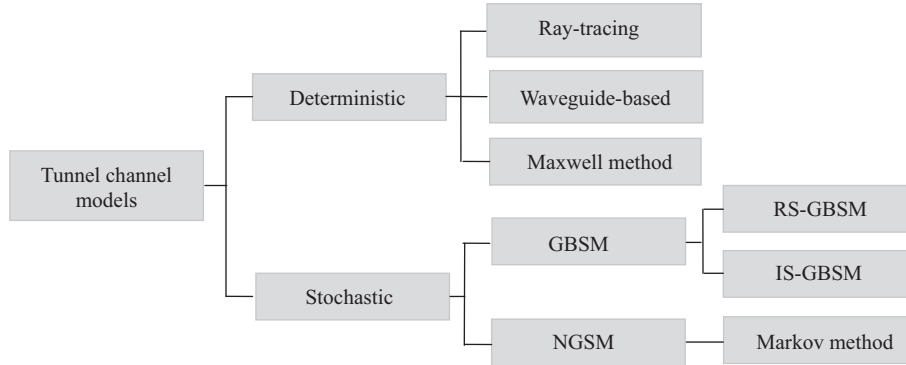 Tunnel channel
models
Deterministic
Ray-tracing
Waveguide-based
Maxwell method
Stochastic
GBSM
RS-GBSM
IS-GBSM
NGSM
Markov method